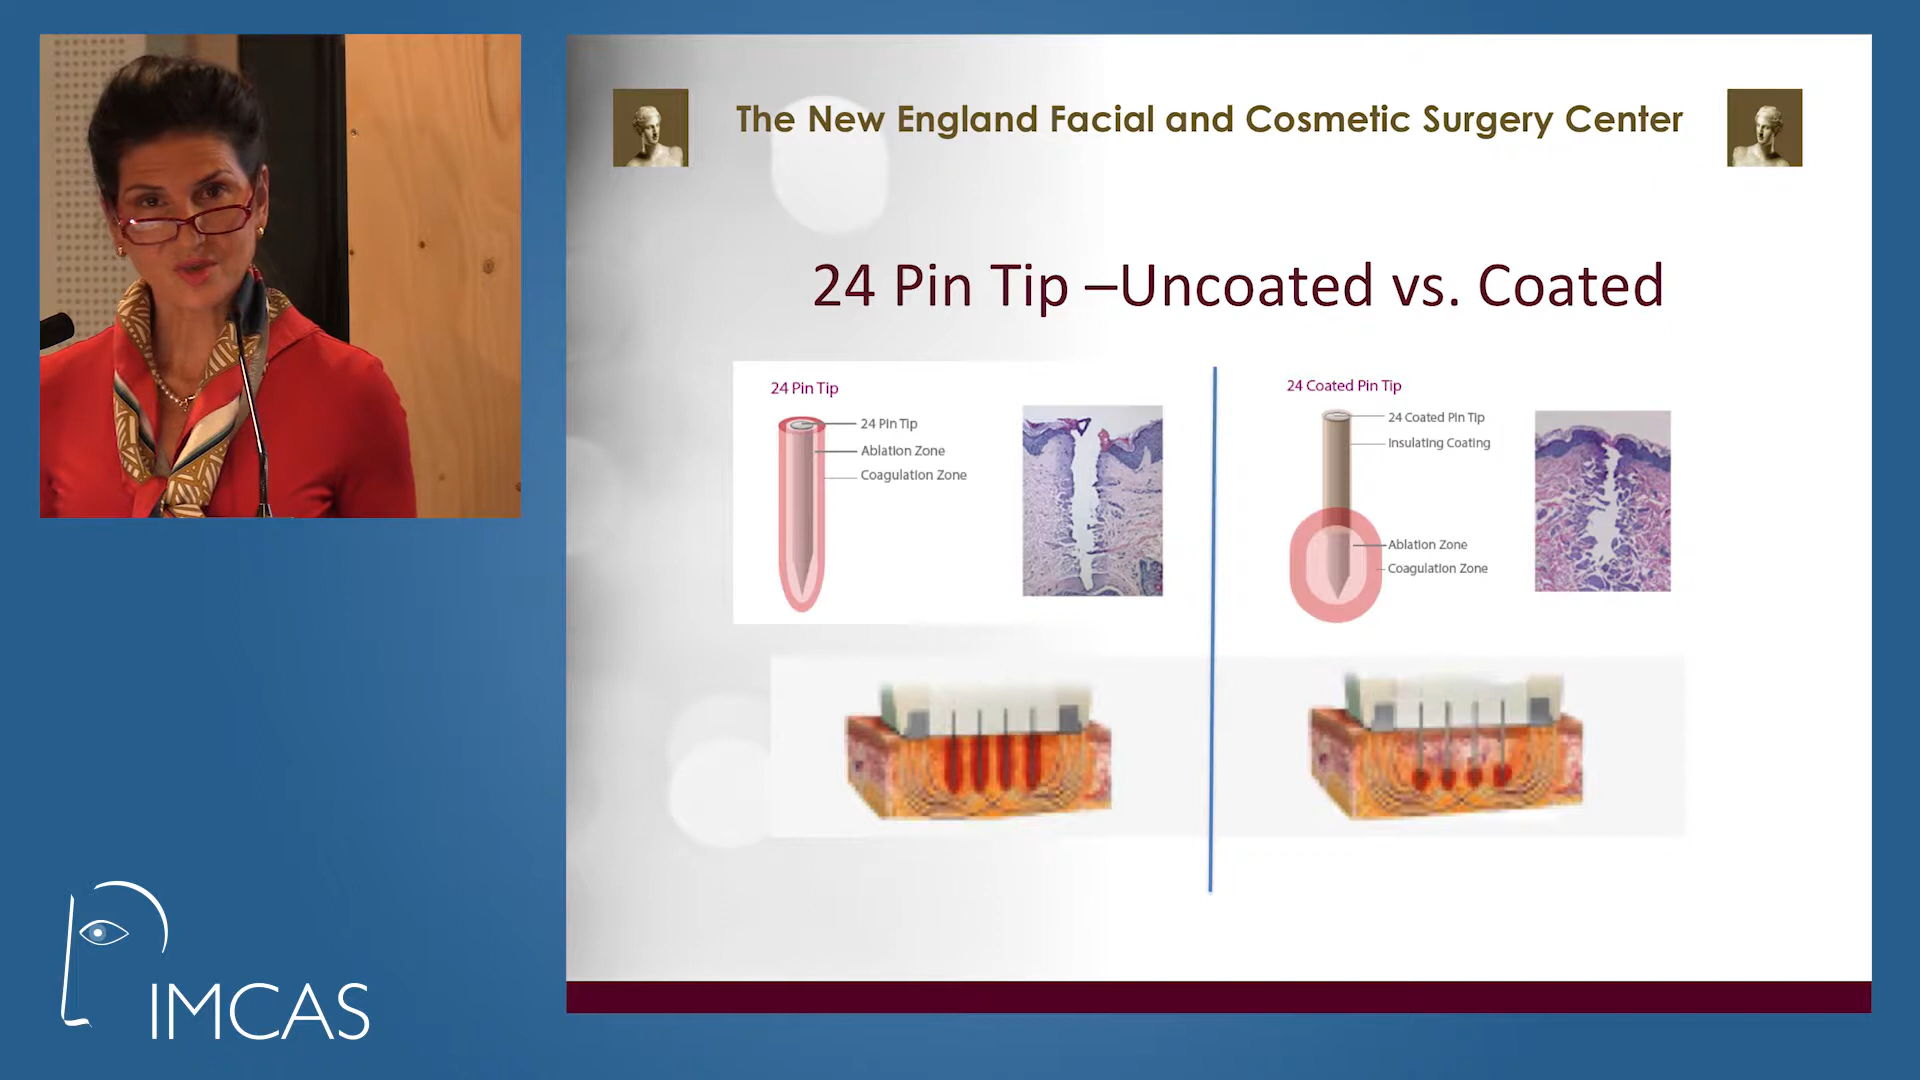 The New England Facial and Cosmetic Surgery Center
24 Pin Tip –Uncoated vs. Coated
24 Pin Tip
24 Pin Tip
Ablation Zone
Coagulation Zone
24 Coated Pin Tip
24 Coated Pin Tip
Insulating Coating
Ablation Zone
Coagulation Zone
IMCAS